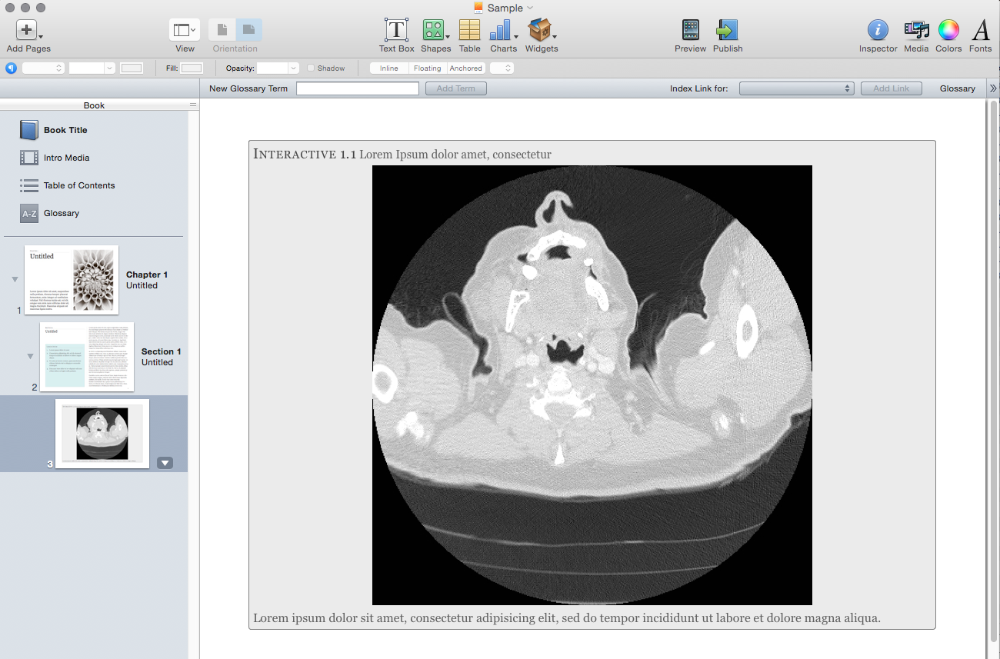 Sample
Add Pages
View
Orientation
Text Box
Shapes
Table
Charts
Widgets
Preview
Publish
Inspector
Media
Colors
Fonts
Fill:
Opacity:
Shadow
Inline
Floating
Anchored
New Glossary Term
Add Term
Index Link for:
Add Link
Glossary
Book
Book Title
Intro Media
Table of Contents
A-Z Glossary
Untitled
Chapter 1
Untitled
1
Untitled
Section 1
Untitled
2
3
INTERACTIVE 1.1 Lorem Ipsum dolor amet, consectetur
Lorem ipsum dolor sit amet, consectetur adipisicing elit, sed do tempor incididunt ut labore et dolore magna aliqua.